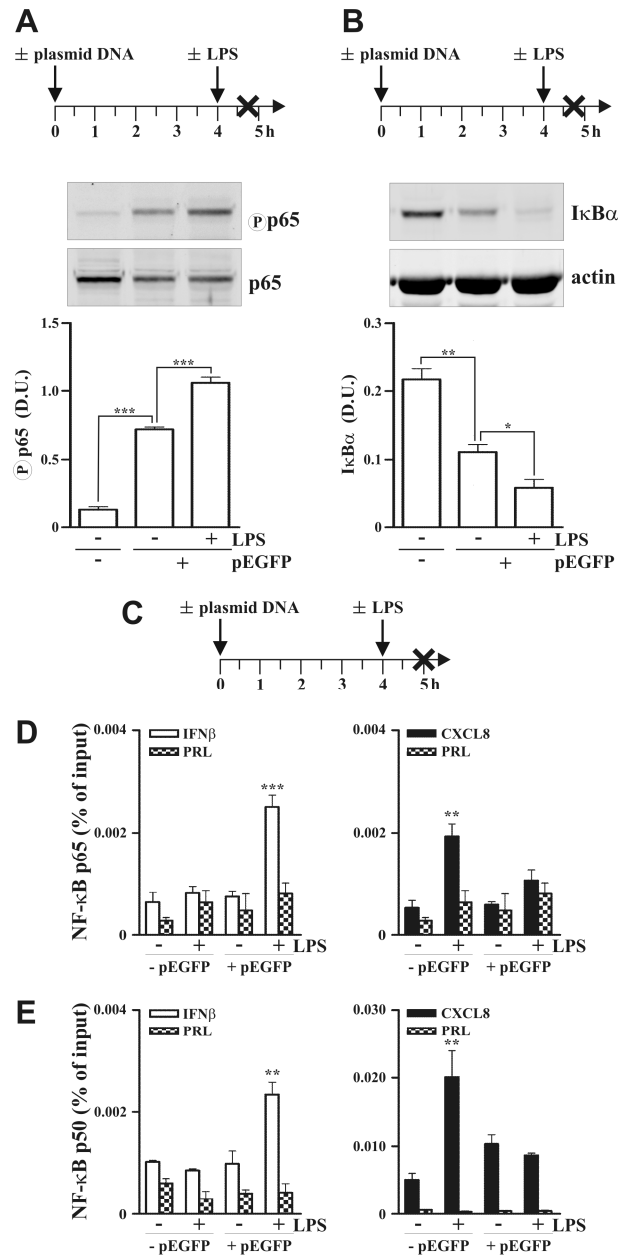 A
B
± plasmid DNA ± LPS
± plasmid DNA ± LPS
0 1 2 3 4 5h
0 1 2 3 4 5h
Ⓟp65
p65
IκBα
actin
1.5
1.0
0.5
0
Ⓟ p65 (D.U.)
***
***
- - + LPS
- + pEGFP
0.3
0.2
0.1
0
IκBα (D.U.)
**
*
- - + LPS
- + pEGFP
C
± plasmid DNA ± LPS
0 1 2 3 4 5h
D
NF-κB p65 (% of input)
0.004
0.002
0
IFNβ
PRL
***
- + - + LPS
- pEGFP + pEGFP
0.004
0.002
0
CXCL8
PRL
**
- + - + LPS
- pEGFP + pEGFP
E
NF-κB p50 (% of input)
0.004
0.002
0
IFNβ
PRL
**
- + - + LPS
- pEGFP + pEGFP
0.030
0.020
0.010
0
CXCL8
PRL
**
- + - + LPS
- pEGFP + pEGFP